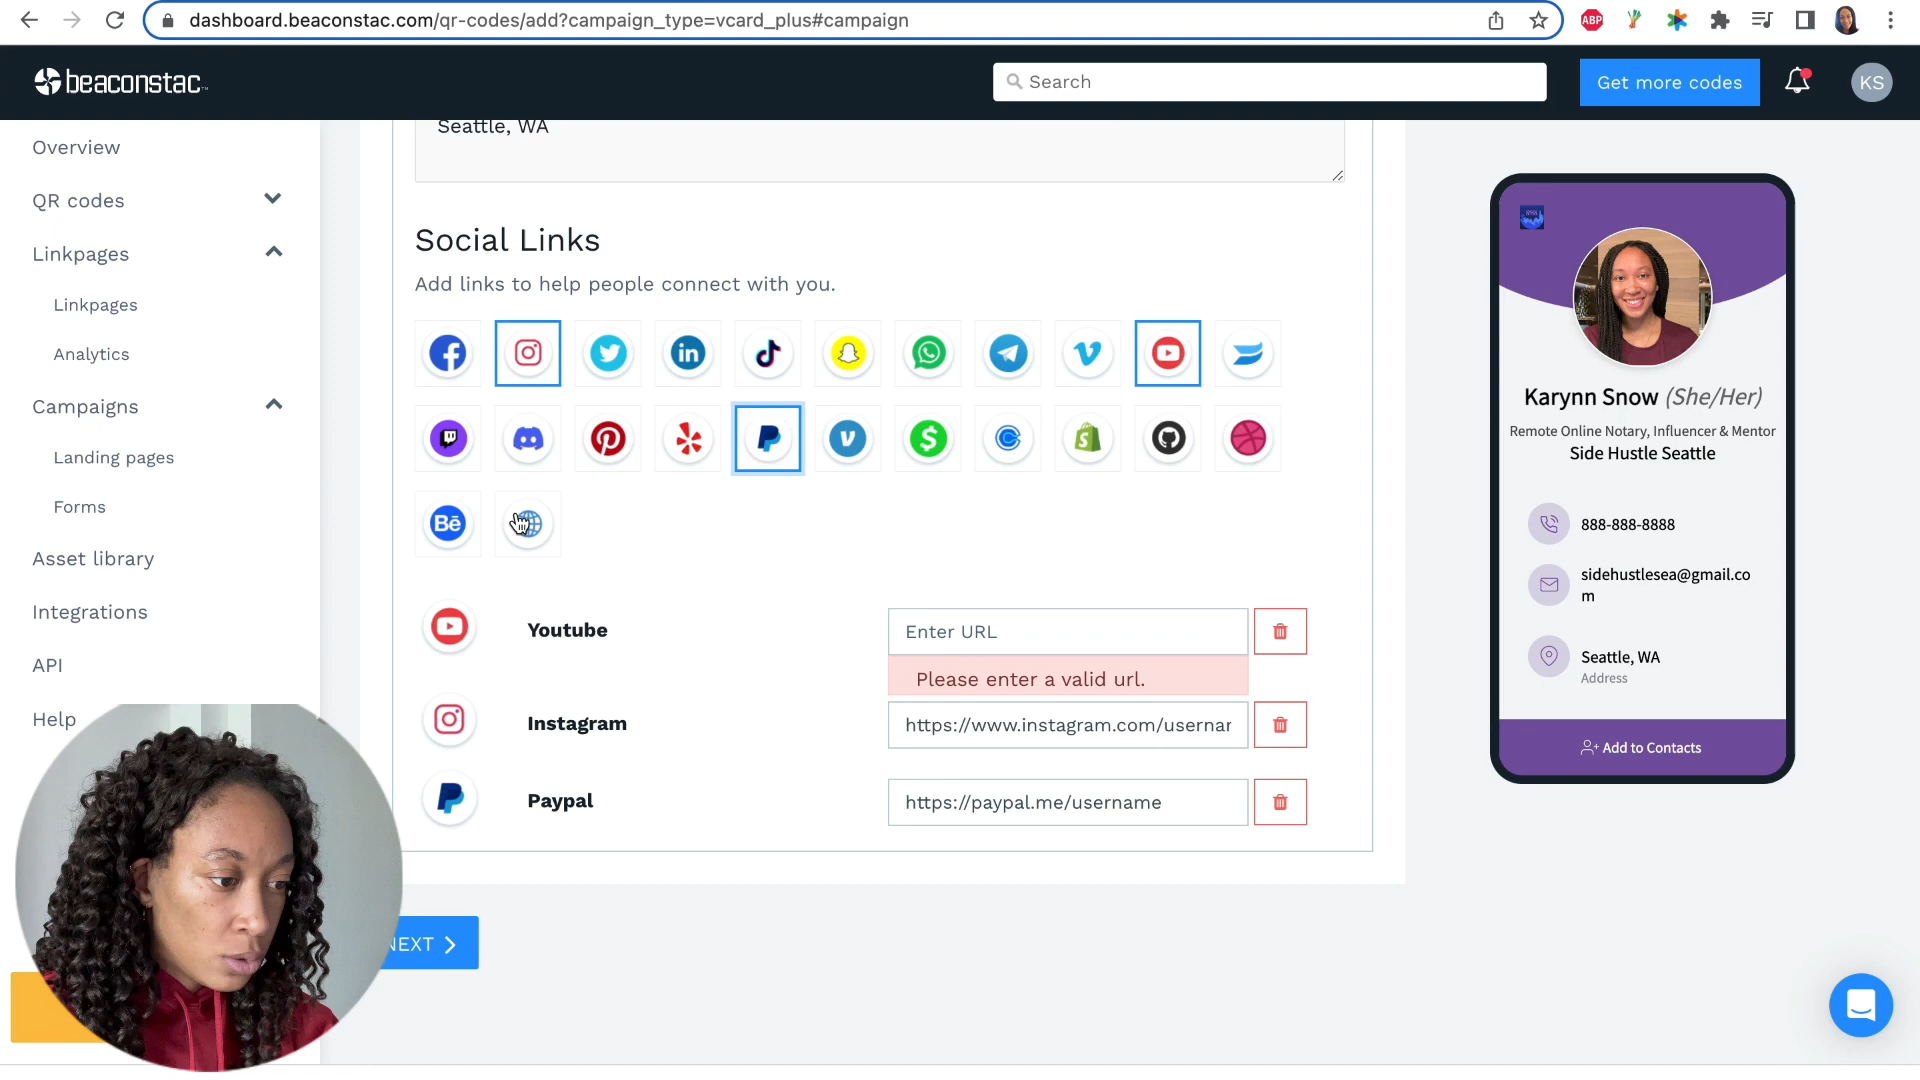 dashboard.beaconstac.com/qr-codes/add?campaign_type=vcard_plus#campaign
ABP
beaconstac
Search
Get more codes
KS
Overview
QR codes
Linkpages
Linkpages
Analytics
Campaigns
Landing pages
Forms
Asset library
Integrations
API
Help
Seattle, WA
Social Links
Add links to help people connect with you.
Youtube
Enter URL
Please enter a valid url.
Instagram
https://www.instagram.com/userna
Paypal
https://paypal.me/username
NEXT
Karynn Snow (She/Her)
Remote Online Notary, Influencer & Mentor
Side Hustle Seattle
888-888-8888
sidehustlesea@gmail.co
m
Seattle, WA
Address
Add to Contacts